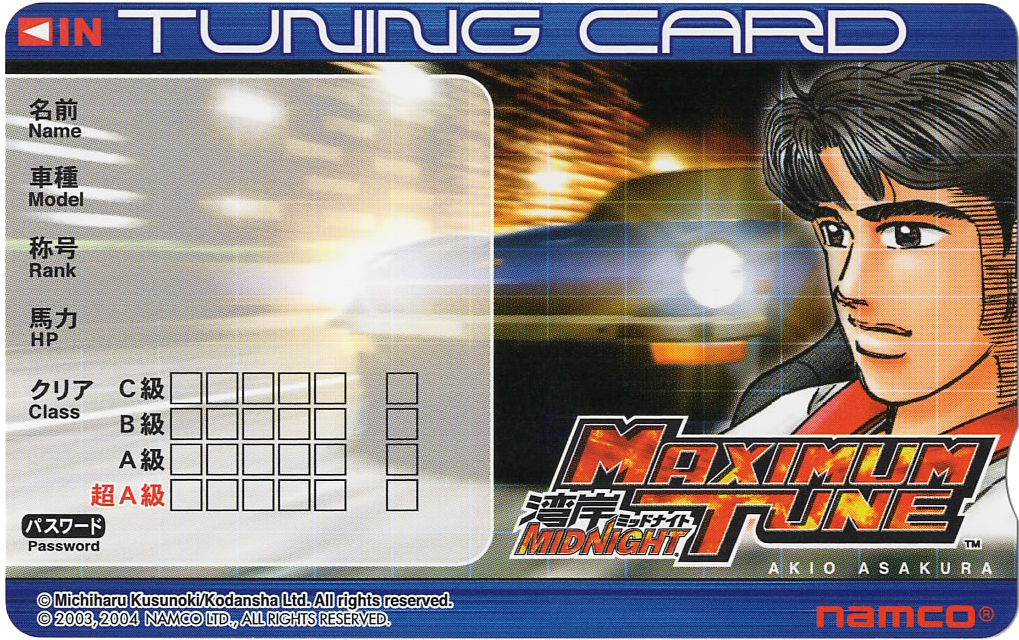 IN TUNING CARD
名前
Name
車種
Model
称号
Rank
馬力
HP
クリア C級
Class
B級
A級
超A級
パスワード
Password
MAXIMUM
湾岸 ミッドナイト TUNE
MIDNIGHT
TM
AKIO ASAKURA
© Michiharu Kusunoki/Kodansha Ltd. All rights reserved.
© 2003, 2004 NAMCO LTD., ALL RIGHTS RESERVED.
namco®